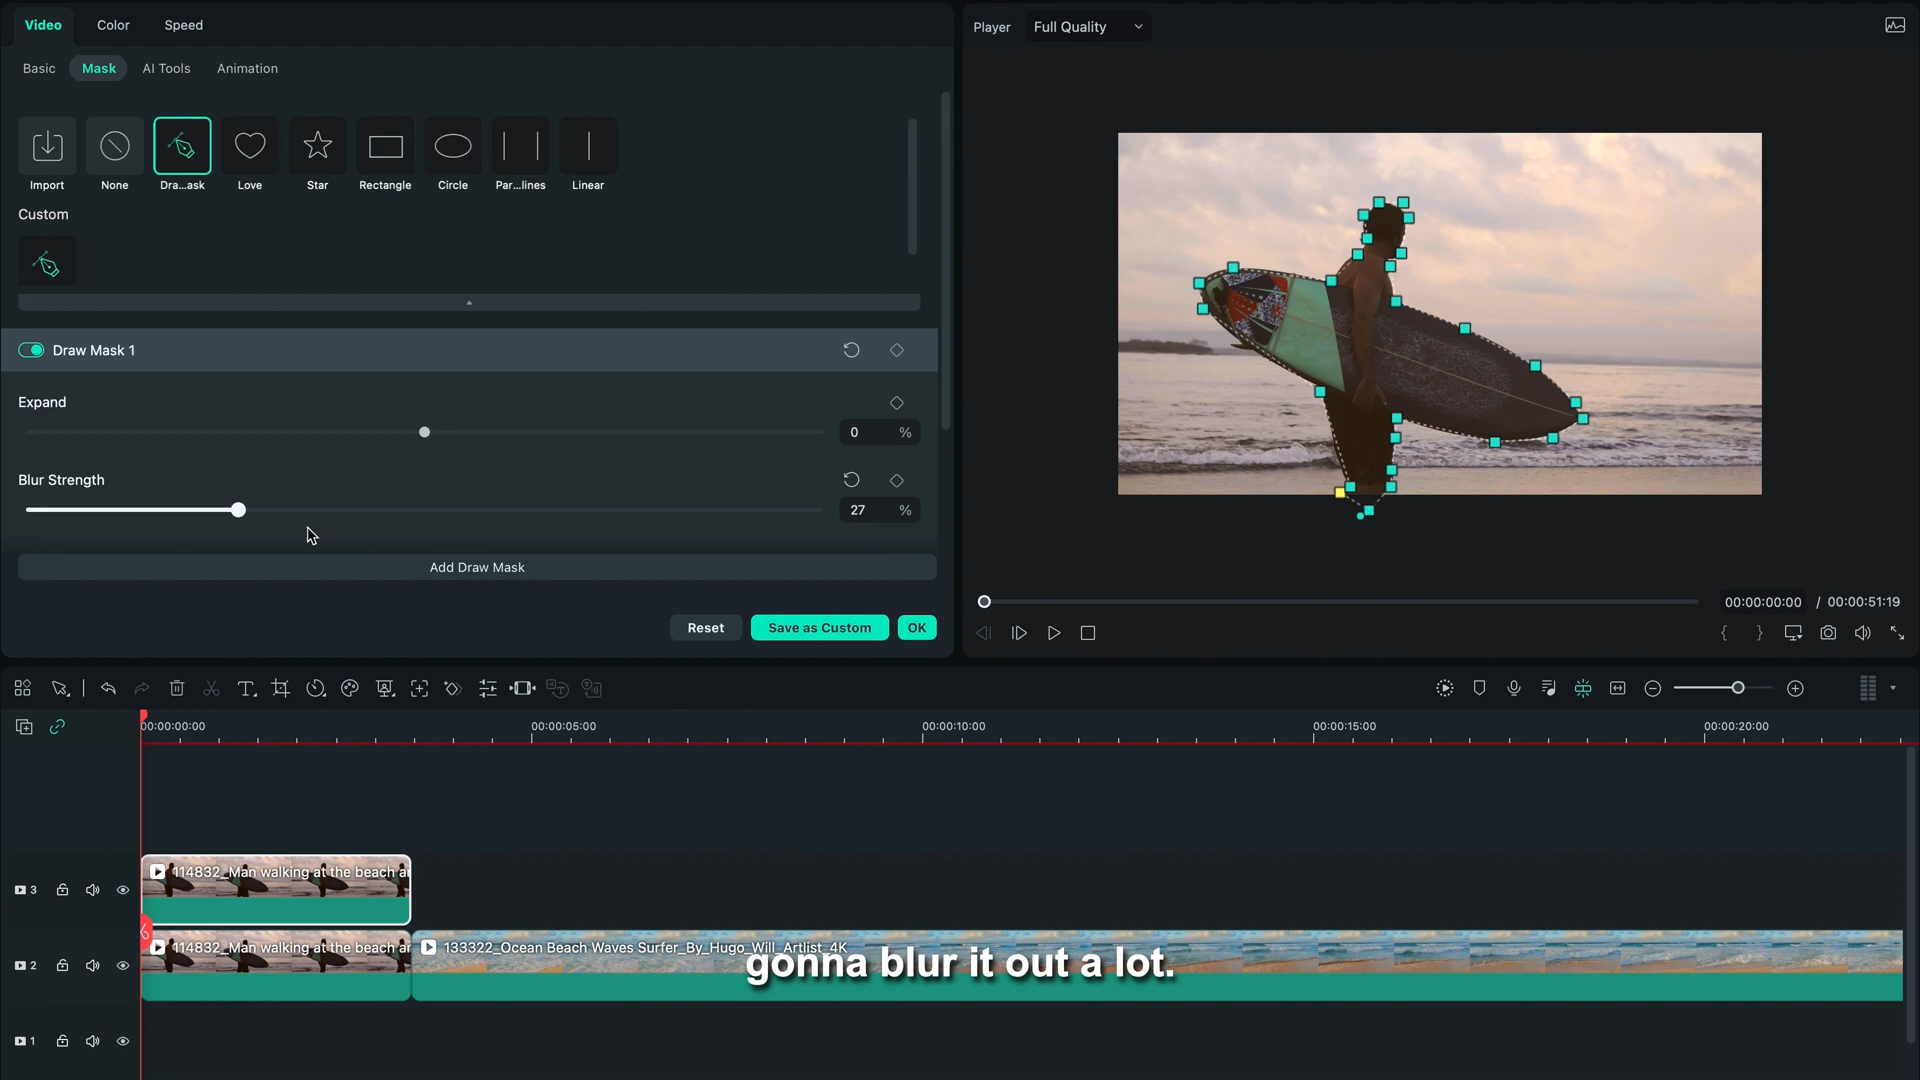 Video Color Speed
Player Full Quality
Basic Mask AI Tools Animation
Import None Dra...ask Love Star Rectangle Circle Par...lines Linear
Custom
Draw Mask 1
Expand
0 %
Blur Strength
27 %
Add Draw Mask
Reset Save as Custom OK
00:00:00:00 / 00:00:51:19
{ }
00:00:00:00 00:00:05:00 00:00:10:00 00:00:15:00 00:00:20:00
114832_Man walking at the beach ar
3
114832_Man walking at the beach ar 133322_Ocean Beach Waves Surfer_By_Hugo_Will_Artlist_4K
2
gonna blur it out a lot.
1